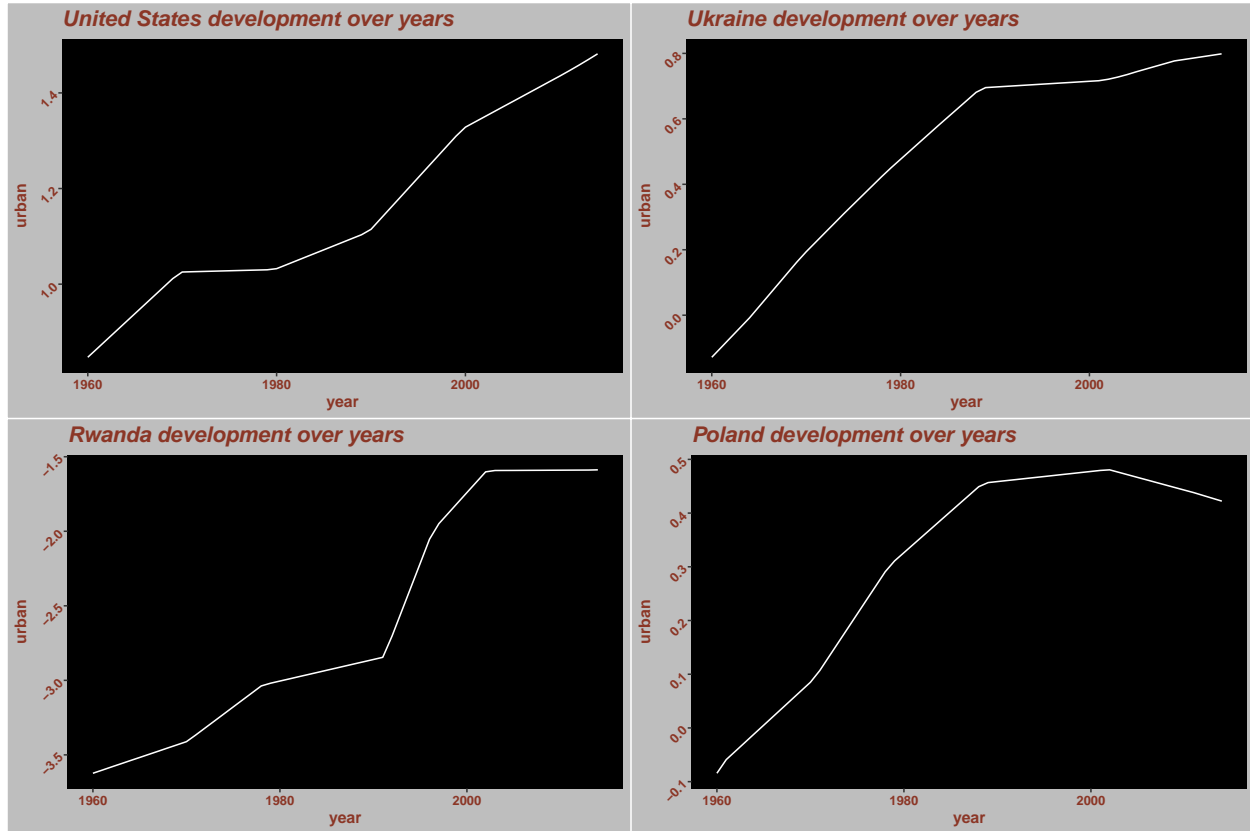 United States development over years
urban
1.4
1.2
1.0
1960 1980 2000
year
Ukraine development over years
urban
0.8
0.6
0.4
0.2
0.0
1960 1980 2000
year
Rwanda development over years
urban
−1.5
−2.0
−2.5
−3.0
−3.5
1960 1980 2000
year
Poland development over years
urban
0.5
0.4
0.3
0.2
0.1
0.0
−0.1
1960 1980 2000
year